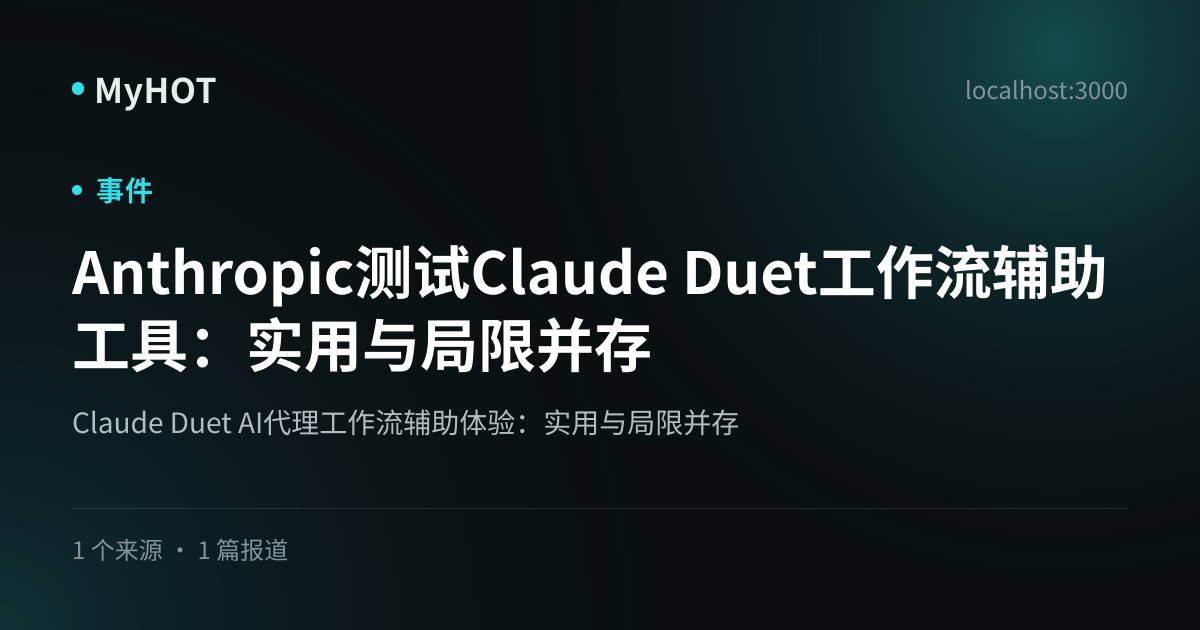 MyHOT
localhost:3000
事件
Anthropic测试Claude Duet工作流辅助
工具：实用与局限并存
Claude Duet AI代理工作流辅助体验：实用与局限并存
1 个来源 · 1 篇报道